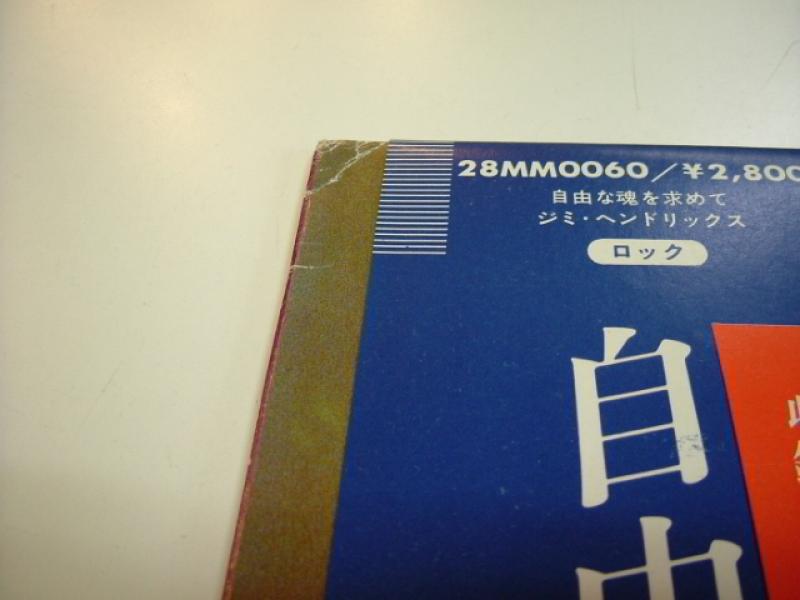 28MM0060/¥2,800
自由な魂を求めて
ジミ・ヘンドリックス
ロック
自由